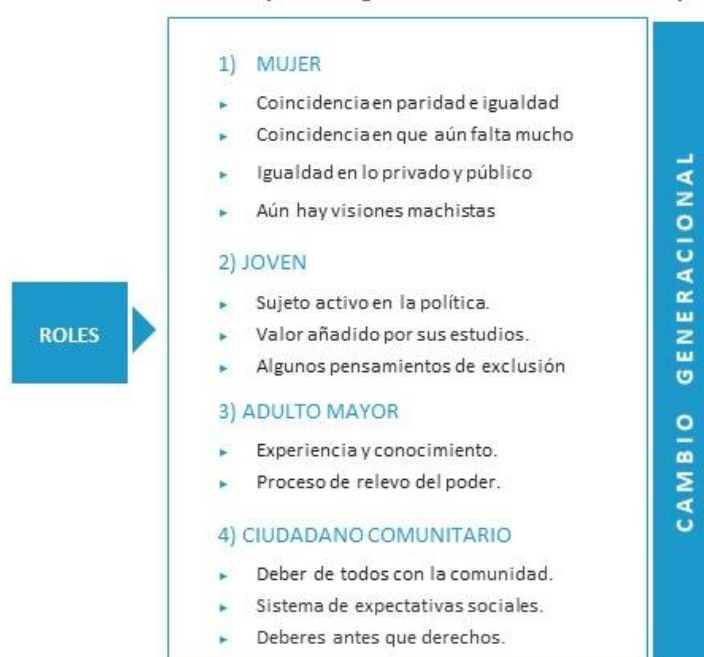 1) MUJER
Coincidencia en paridad e igualdad
Coincidencia en que aún falta mucho
Igualdad en lo privado y público
Aún hay visiones machistas
2) JOVEN
Sujeto activo en la política.
Valor añadido por sus estudios.
Algunos pensamientos de exclusión
3) ADULTO MAYOR
Experiencia y conocimiento.
Proceso de relevo del poder.
4) CIUDADANO COMUNITARIO
Deber de todos con la comunidad.
Sistema de expectativas sociales.
Deberes antes que derechos.
ROLES
CAMBIO GENERACIONAL